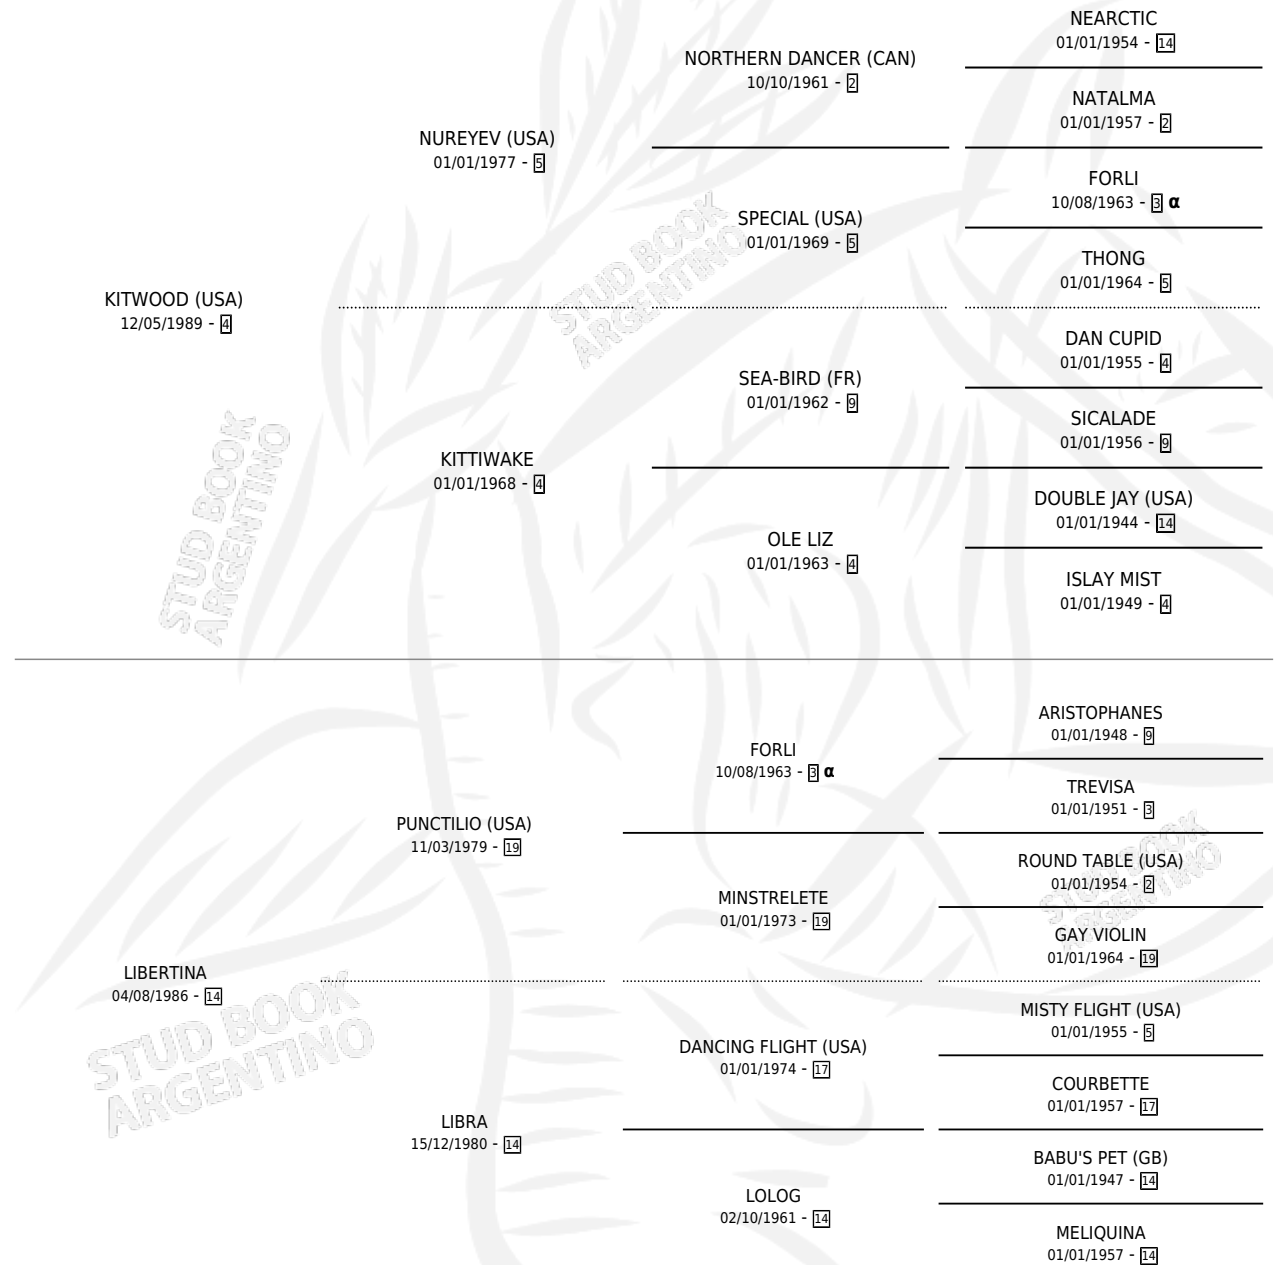 NEARCTIC
01/01/1954 - 14
NORTHERN DANCER (CAN)
10/10/1961 - 2
NATALMA
01/01/1957 - 2
NUREYEV (USA)
01/01/1977 - 5
FORLI
10/08/1963 - 3 α
SPECIAL (USA)
01/01/1969 - 5
THONG
01/01/1964 - 5
KITWOOD (USA)
12/05/1989 - 4
DAN CUPID
01/01/1955 - 4
SEA-BIRD (FR)
01/01/1962 - 9
SICALADE
01/01/1956 - 9
KITTIWAKE
01/01/1968 - 4
DOUBLE JAY (USA)
01/01/1944 - 14
OLE LIZ
01/01/1963 - 4
ISLAY MIST
01/01/1949 - 4
ARISTOPHANES
01/01/1948 - 9
FORLI
10/08/1963 - 3 α
TREVISA
01/01/1951 - 3
PUNCTILIO (USA)
11/03/1979 - 19
ROUND TABLE (USA)
01/01/1954 - 2
MINSTRELETE
01/01/1973 - 19
GAY VIOLIN
01/01/1964 - 19
LIBERTINA
04/08/1986 - 14
MISTY FLIGHT (USA)
01/01/1955 - 5
DANCING FLIGHT (USA)
01/01/1974 - 17
COURBETTE
01/01/1957 - 17
LIBRA
15/12/1980 - 14
BABU'S PET (GB)
01/01/1947 - 14
LOLOG
02/10/1961 - 14
MELIQUINA
01/01/1957 - 14
STUD BOOK
ARGENTINO
STUD BOOK
ARGENTINO
STUD BOOK
ARGENTINO
STUD BOOK
ARGENTINO